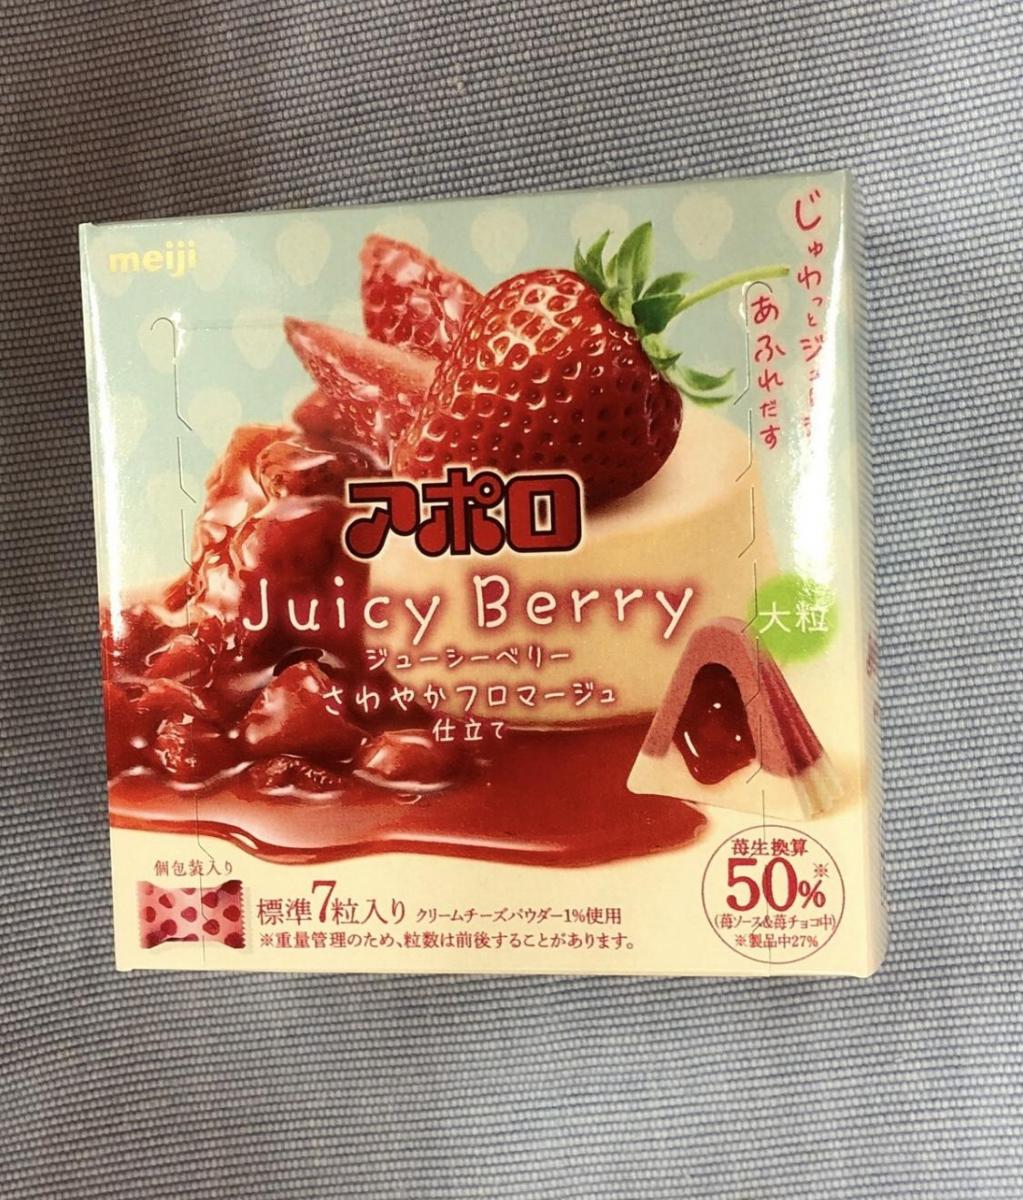 meiji
じゅわっとジュ
あふれだす
アポロ
Juicy Berry
ジューシーベリー
さわやかフロマージュ
仕立て
大粒
個包装入り
標準7粒入り クリームチーズパウダー1%使用
※重量管理のため、粒数は前後することがあります。
苺生換算
50%※
(苺ソース&苺チョコ中)
※製品中27%